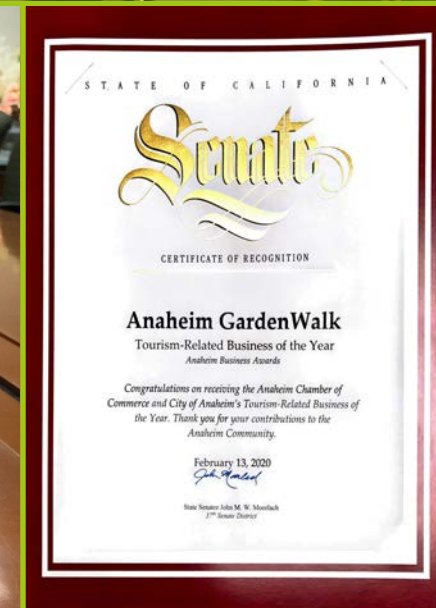 STATE OF CALIFORNIA
Senate
CERTIFICATE OF RECOGNITION
Anaheim GardenWalk
Tourism-Related Business of the Year
Anaheim Business Awards
Congratulations on receiving the Anaheim Chamber of
Commerce and City of Anaheim's Tourism-Related Business of
the Year. Thank you for your contributions to the
Anaheim Community.
February 13, 2020
John Moorlach
State Senator John M. W. Moorlach
37th Senate District